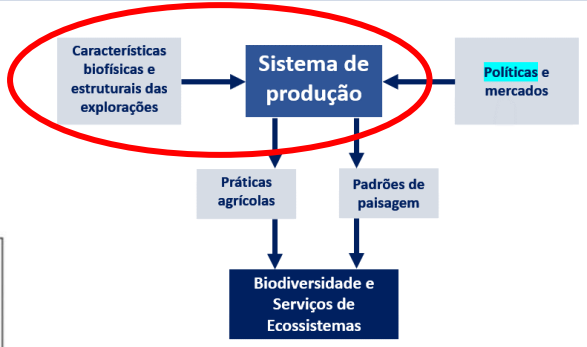 Características
biofísicas e
estruturais das
explorações
Sistema de
produção
Políticas e
mercados
Práticas
agrícolas
Padrões de
paisagem
Biodiversidade e
Serviços de
Ecossistemas